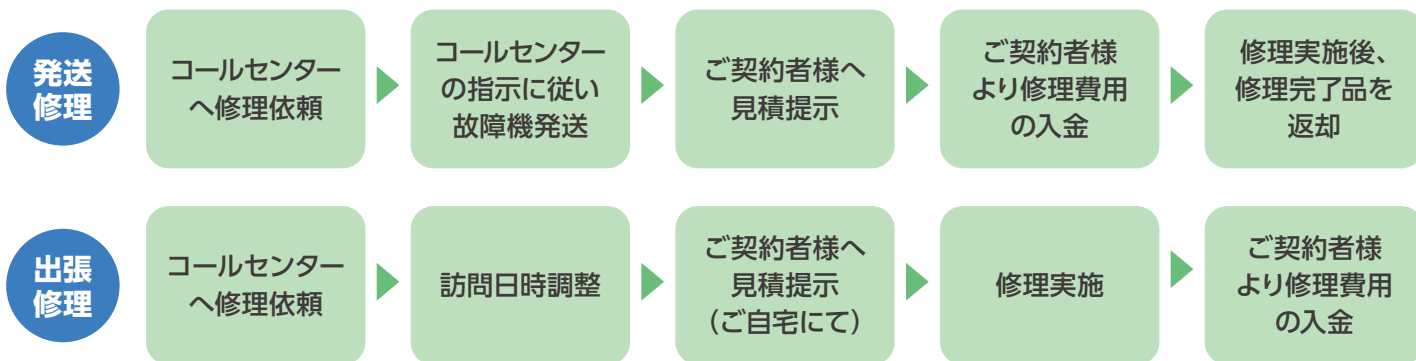 発送
修理
コールセンター
へ修理依頼
コールセンター
の指示に従い
故障機発送
ご契約者様へ
見積提示
ご契約者様
より修理費用
の入金
修理実施後、
修理完了品を
返却
出張
修理
コールセンター
へ修理依頼
訪問日時調整
ご契約者様へ
見積提示
（ご自宅にて）
修理実施
ご契約者様
より修理費用
の入金